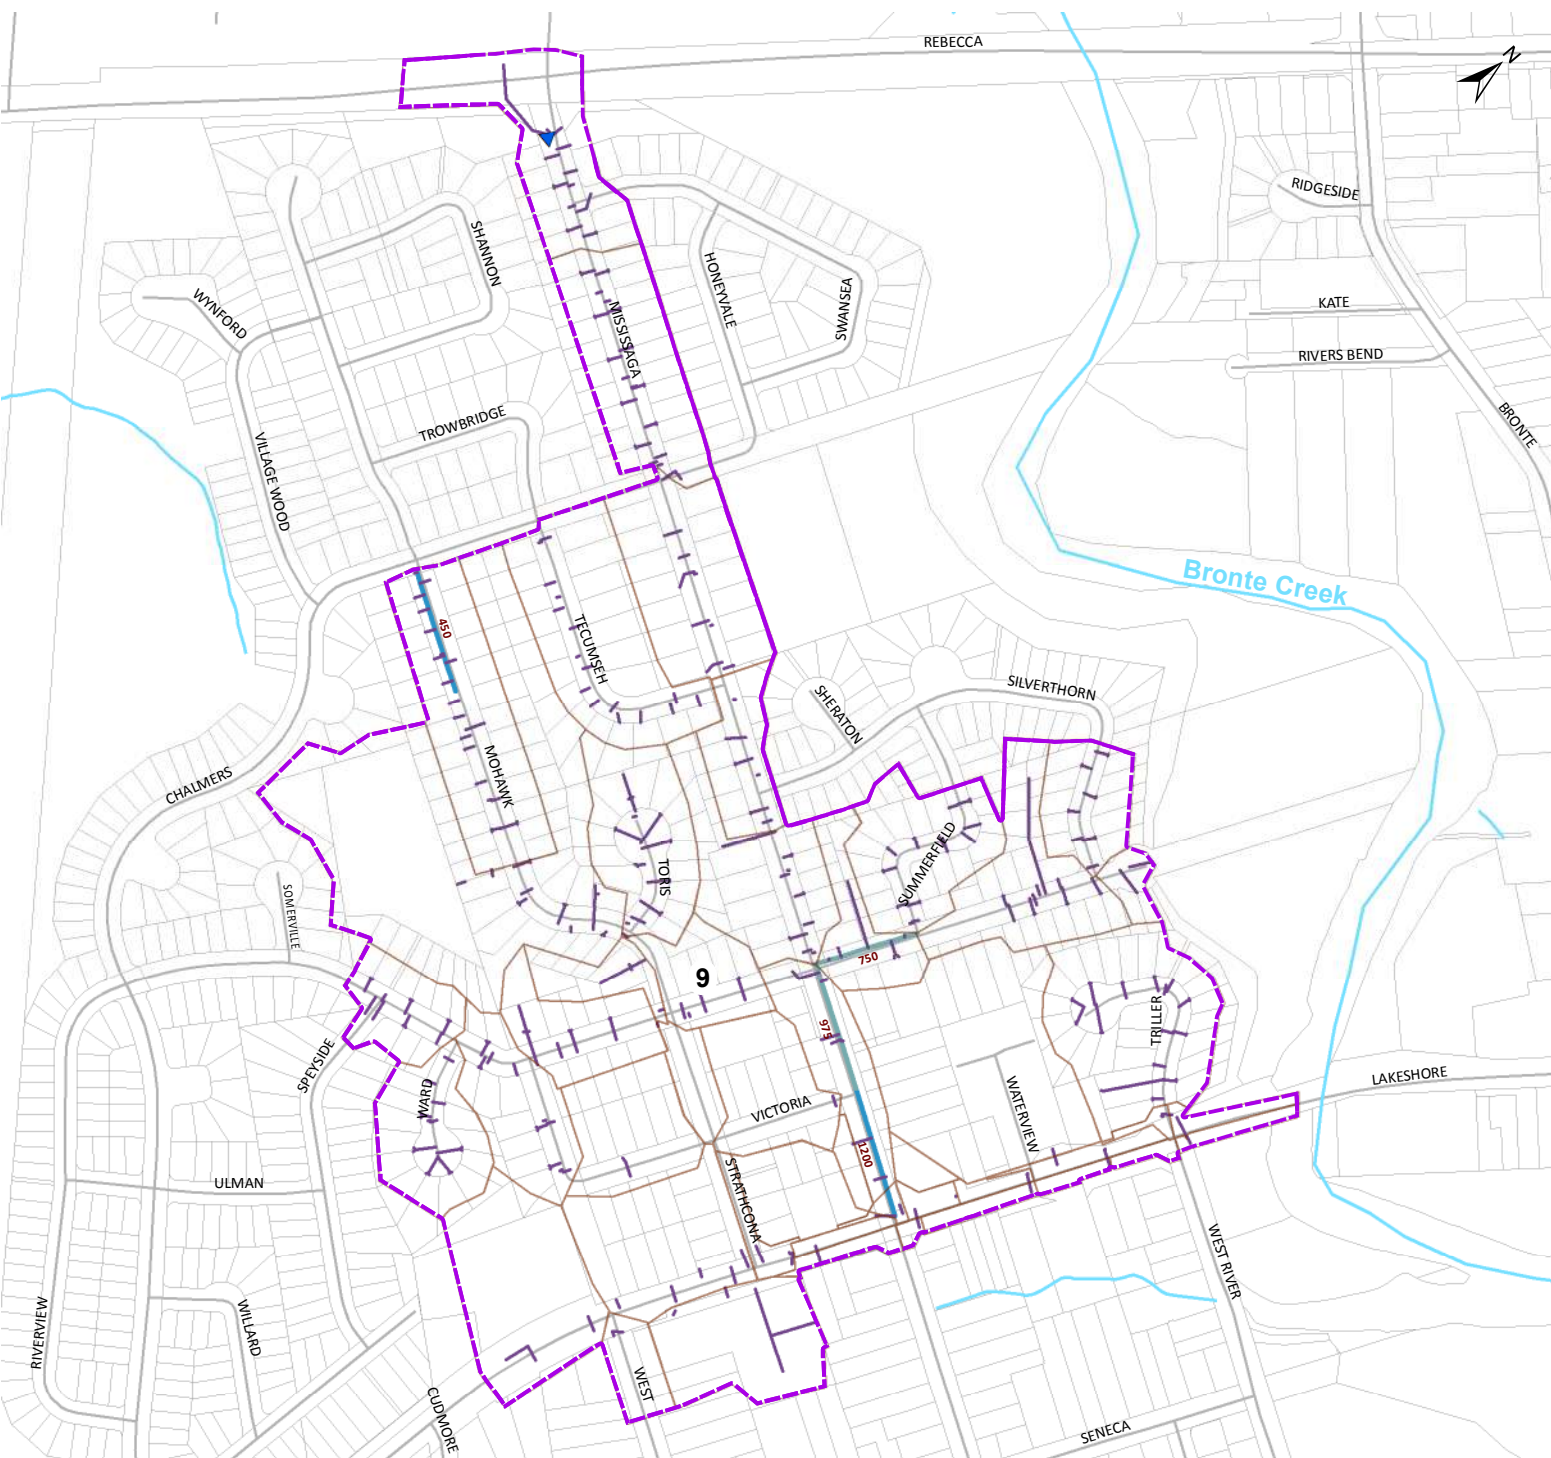 REBECCA
N
RIDGESIDE
SHANNON
HONEYVALE
SWANSEA
WYNFORD
KATE
MISSISSAGA
RIVERS BEND
BRONTE
TROWBRIDGE
VILLAGE WOOD
Bronte Creek
450
TECUMSEH
SHERATON
SILVERTHORN
MOHAWK
CHALMERS
TORIS
SUMMERFIELD
SOMERVILLE
750
9
975
TRILLER
SPEYSIDE
WARD
LAKESHORE
VICTORIA
WATERVIEW
1200
ULMAN
STRATHCONA
WEST RIVER
RIVERVIEW
WILLARD
WEST
CUDMORE
SENECA